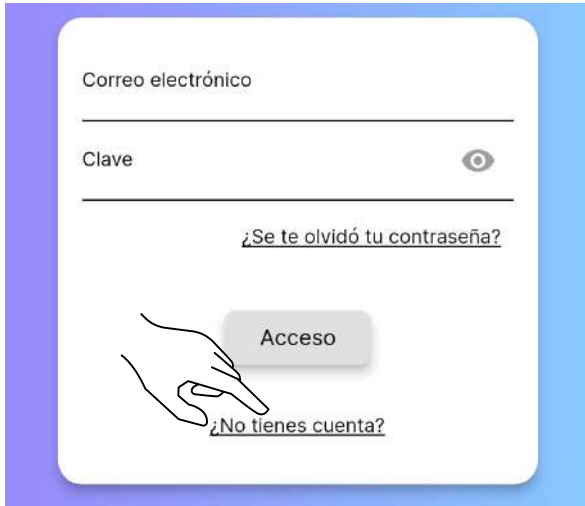 Correo electrónico
Clave
¿Se te olvidó tu contraseña?
Acceso
¿No tienes cuenta?